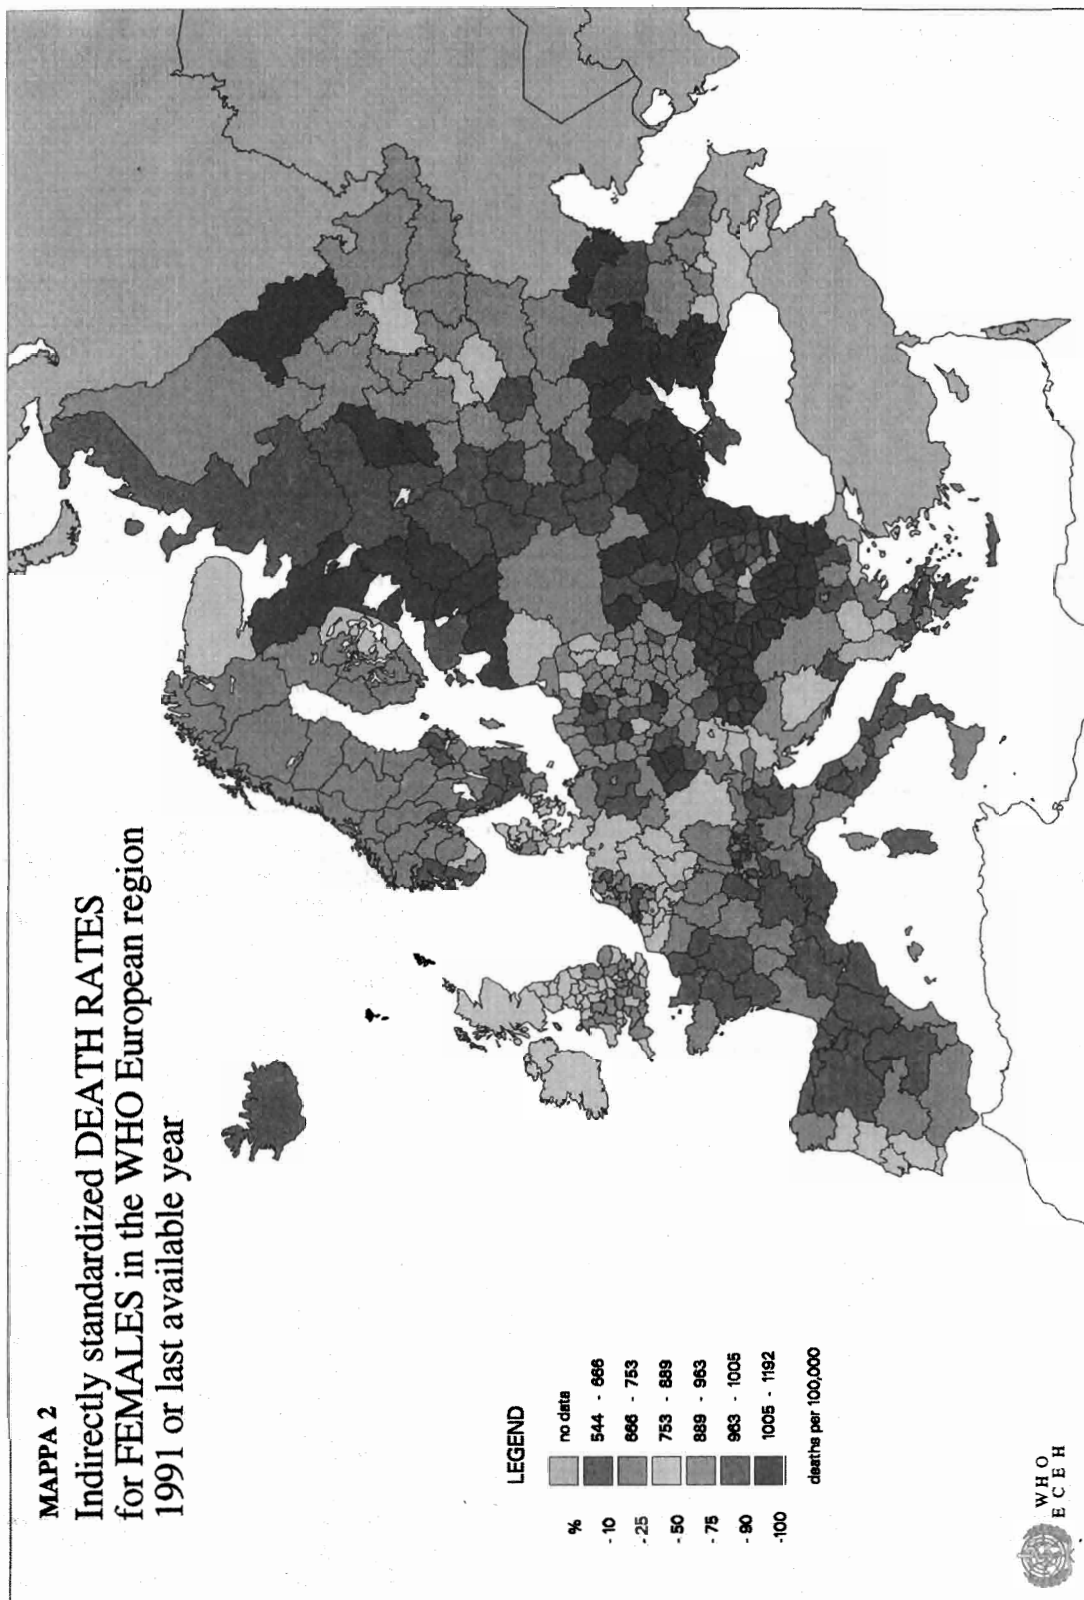 MAPPA 2
Indirectly standardized DEATH RATES
for FEMALES in the WHO European region
1991 or last available year
LEGEND
% no data
- 10 544 - 666
- 25 666 - 753
- 50 753 - 889
- 75 889 - 963
- 90 963 - 1005
-100 1005 - 1192
deaths per 100,000
WHO
ECEH